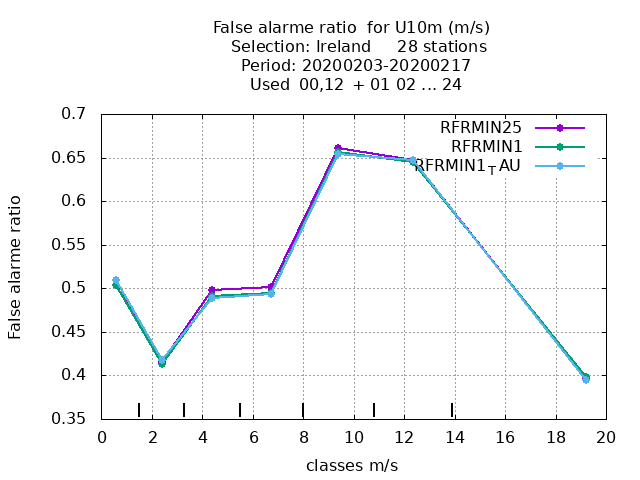 False alarme ratio  for U10m (m/s)
Selection: Ireland     28 stations
Period: 20200203-20200217
Used  00,12  + 01 02 ... 24
0.7
0.65
0.6
0.55
0.5
0.45
0.4
0.35
False alarme ratio
RFRMIN25
RFRMIN1
RFRMIN1TAU
0 2 4 6 8 10 12 14 16 18 20
classes m/s